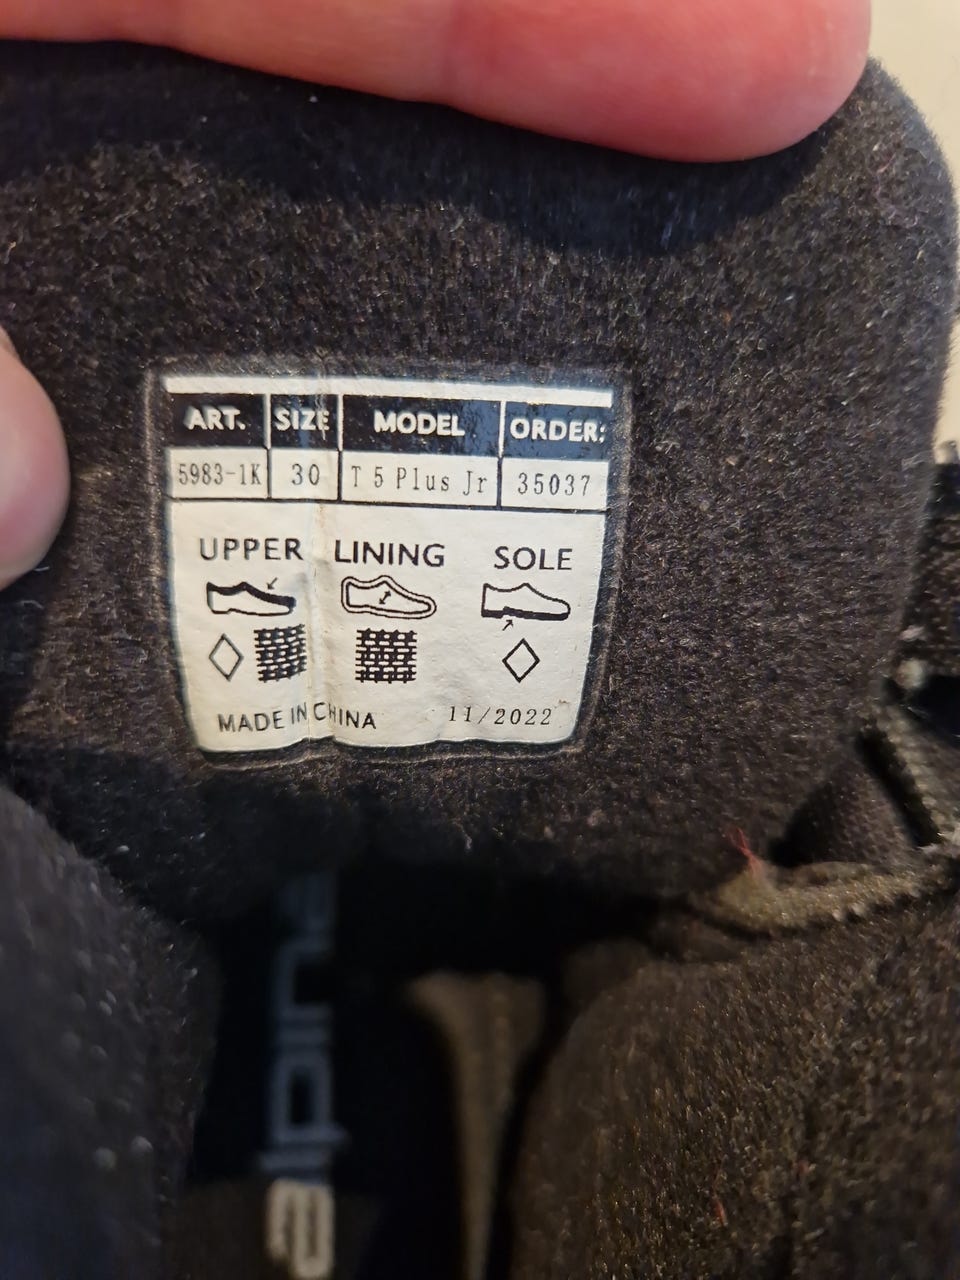 ART. SIZE MODEL ORDER:
5983-1K 30 T 5 Plus Jr 35037
UPPER LINING SOLE
MADE IN CHINA 11/2022
alpina